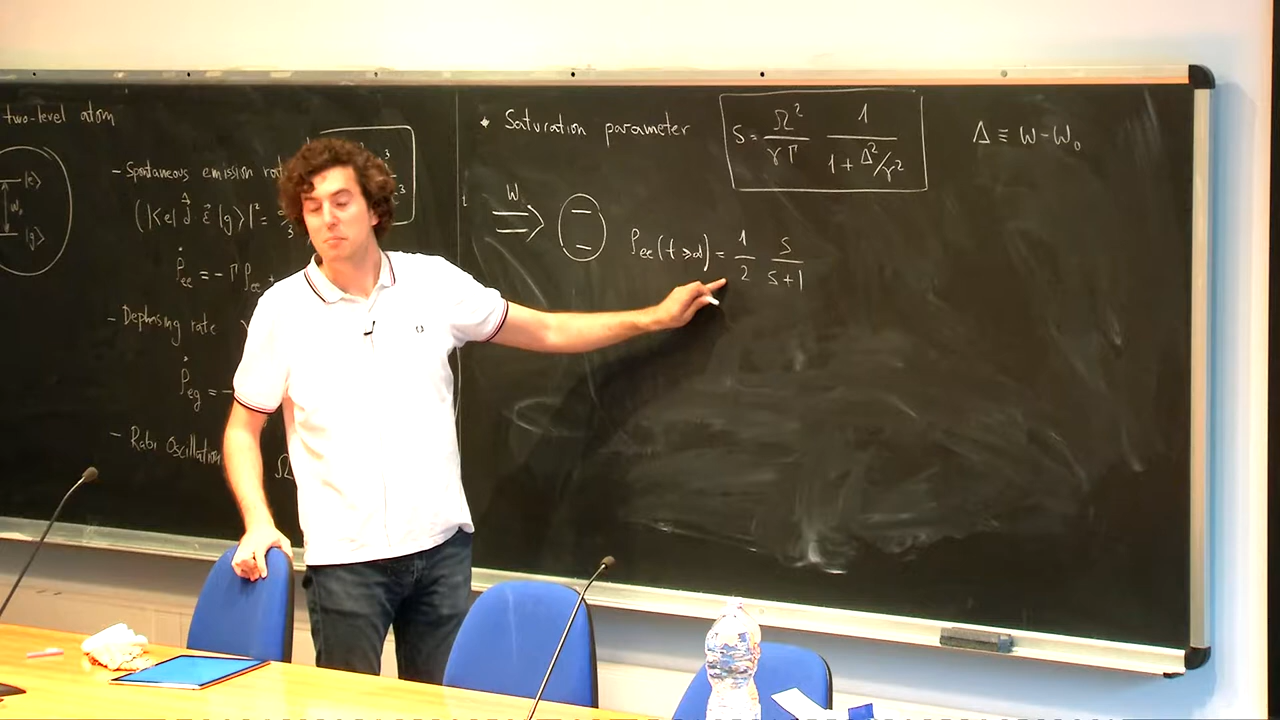 two-level atom
|e⟩
ω₀
|g⟩
- Spontaneous emission
(|⟨e| d̂ ε̂ |g⟩|² =
ρ̇ee = - Γ ρee +
- Dephasing rate
ρ̇eg = -
- Rabi Oscillation
Ω
Saturation parameter
S = Ω²/γΓ 1/(1 + Δ²/γ²)
Δ ≡ ω - ω₀
ω
ρee(t→∞) = 1/2 S/(S+1)